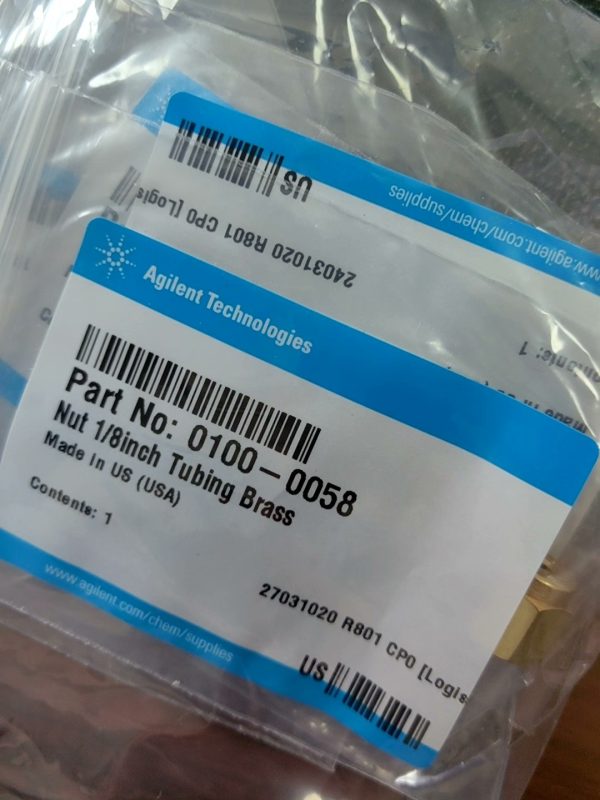 US
www.agilent.com/chem/supplies
24031020 R801 CP0 [Logis
Agilent Technologies
Part No: 0100-0058
Nut 1/8inch Tubing Brass
Made in US (USA)
Contents: 1
27031020 R801 CP0 [Logis
www.agilent.com/chem/supplies
US